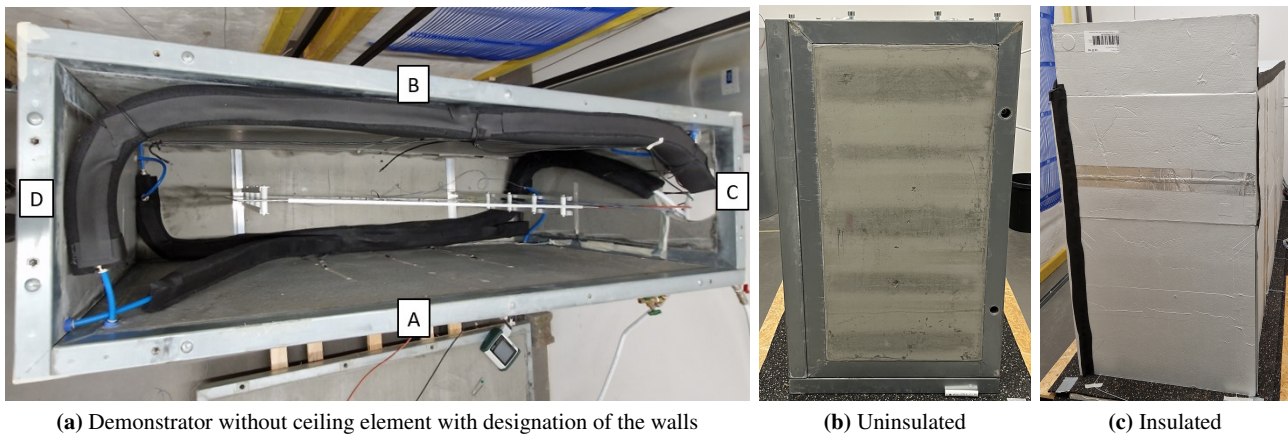 B
D
C
A
(a) Demonstrator without ceiling element with designation of the walls
(b) Uninsulated
(c) Insulated